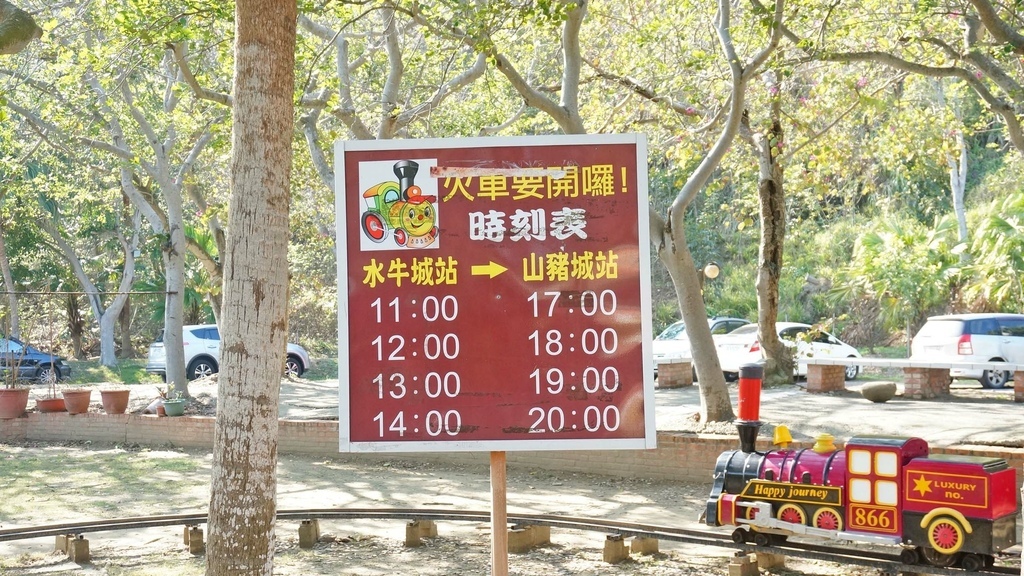 火車要開囉!
時刻表
水牛城站 → 山豬城站
11:00 17:00
12:00 18:00
13:00 19:00
14:00 20:00
Happy journey
866
LUXURY
no.